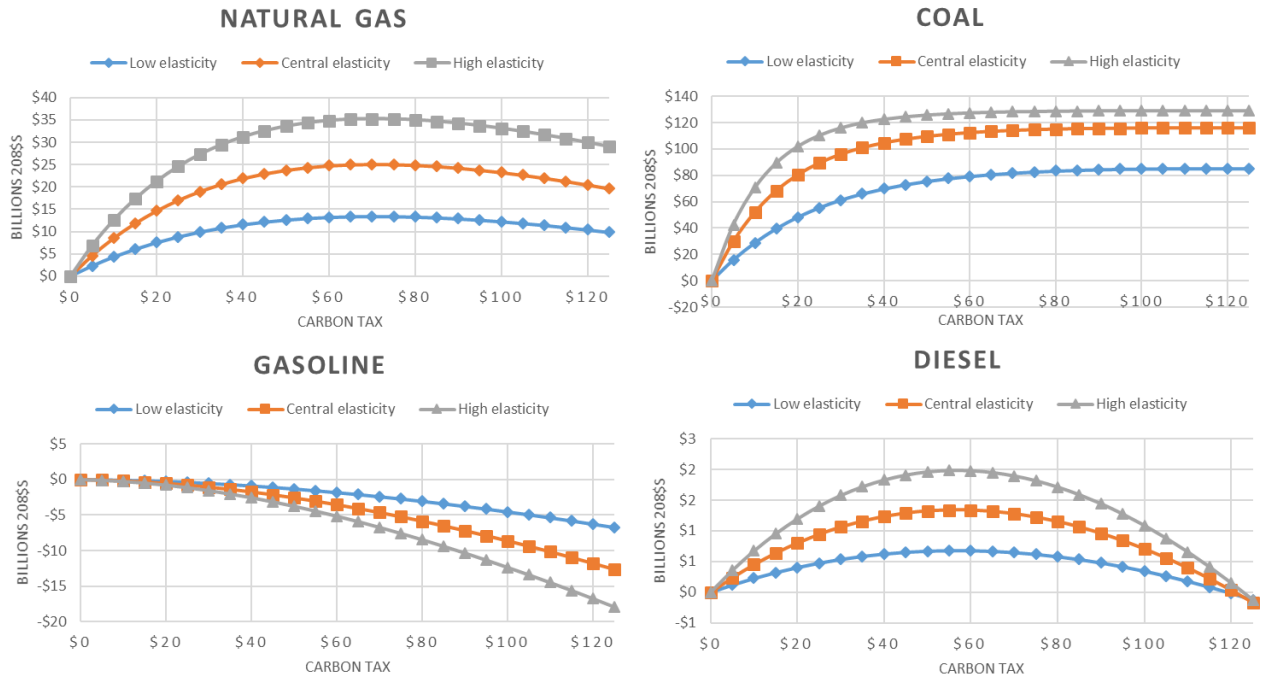 NATURAL GAS
Low elasticity Central elasticity High elasticity
$40
$35
$30
$25
$20
$15
$10
$5
$0
BILLIONS 208$$
$0 $20 $40 $60 $80 $100 $120
CARBON TAX
COAL
Low elasticity Central elasticity High elasticity
$140
$120
$100
$80
$60
$40
$20
$0
-$20
BILLIONS 208$$
$0 $20 $40 $60 $80 $100 $120
CARBON TAX
GASOLINE
Low elasticity Central elasticity High elasticity
$5
$0
-$5
-$10
-$15
-$20
BILLIONS 208$$
$0 $20 $40 $60 $80 $100 $120
CARBON TAX
DIESEL
Low elasticity Central elasticity High elasticity
$3
$2
$2
$1
$1
$0
-$1
BILLIONS 208$$
$0 $20 $40 $60 $80 $100 $120
CARBON TAX